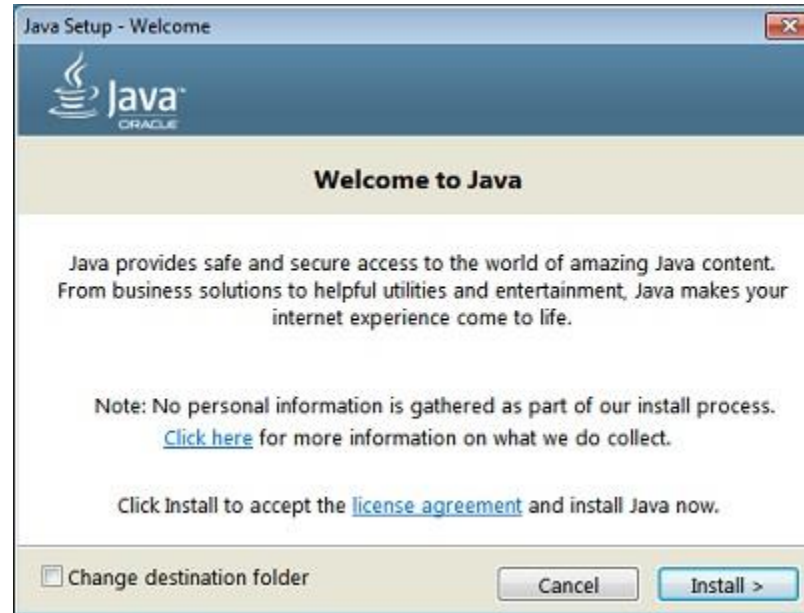 Java Setup - Welcome
Java™
ORACLE
Welcome to Java
Java provides safe and secure access to the world of amazing Java content.
From business solutions to helpful utilities and entertainment, Java makes your
internet experience come to life.
Note: No personal information is gathered as part of our install process.
Click here for more information on what we do collect.
Click Install to accept the license agreement and install Java now.
Change destination folder
Cancel
Install >